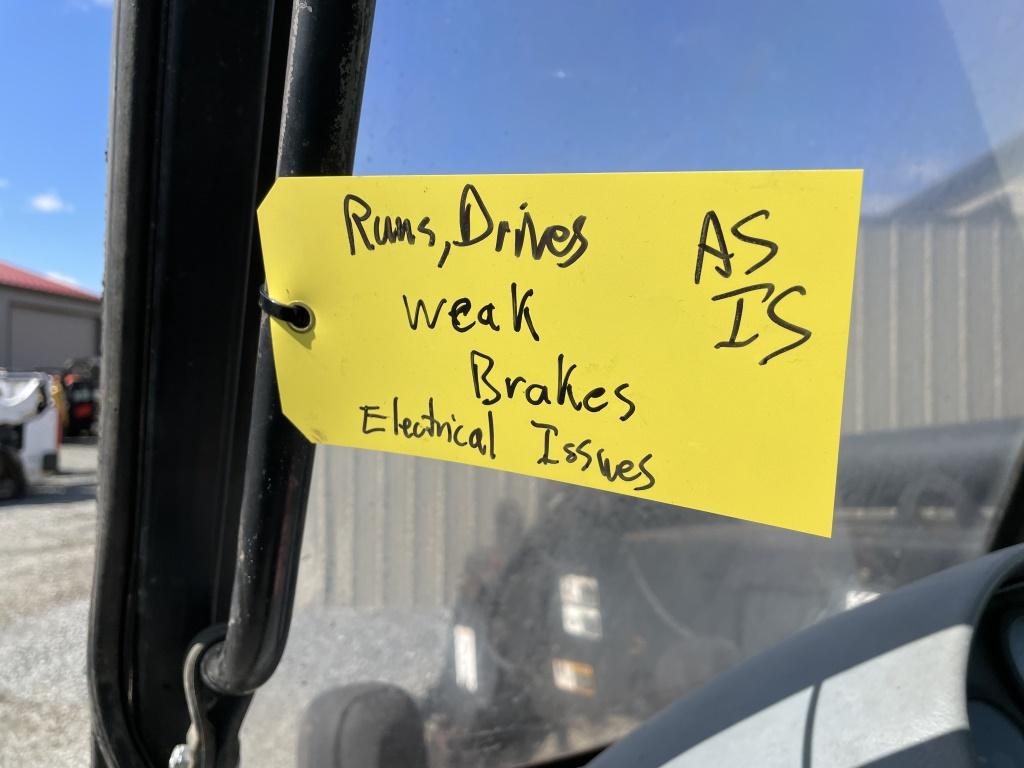 Runs, Drives
weak
Brakes
Electrical Issues
AS
IS